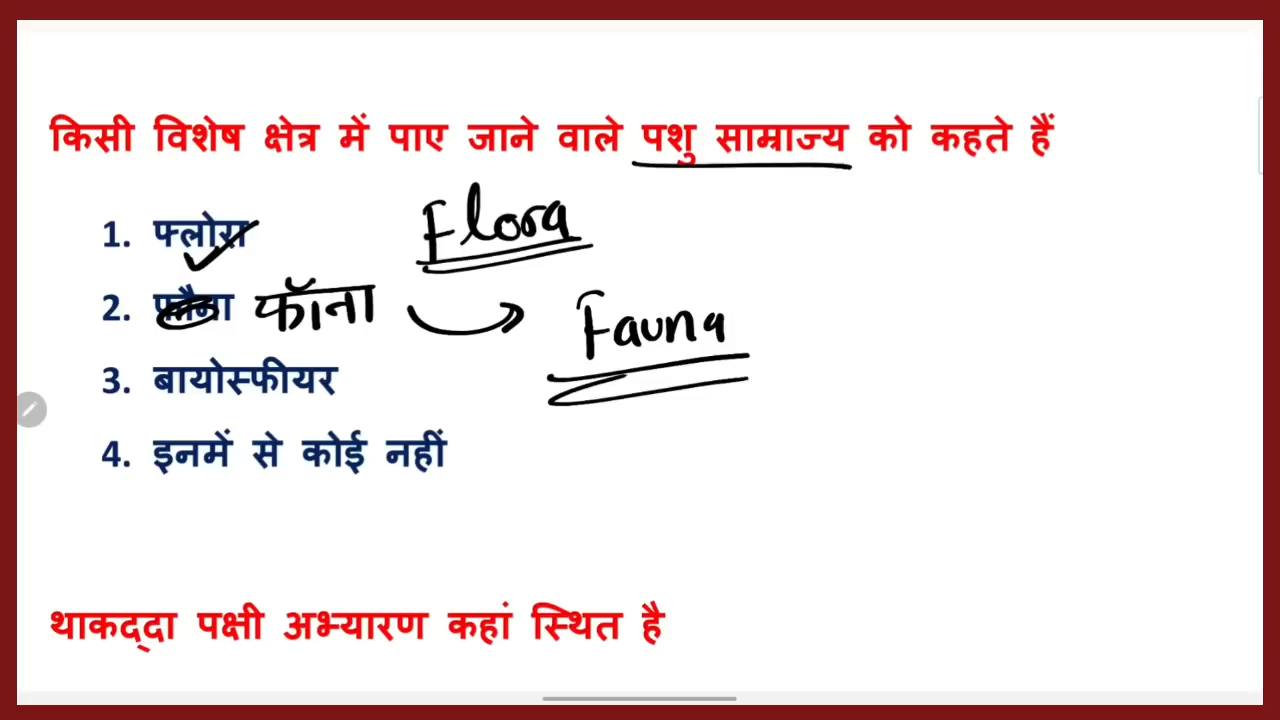 किसी विशेष क्षेत्र में पाए जाने वाले पशु साम्राज्य को कहते हैं
1. फ्लोरा Flora
2. फौना फॉना Fauna
3. बायोस्फीयर
4. इनमें से कोई नहीं
थाकद्दा पक्षी अभ्यारण कहां स्थित है